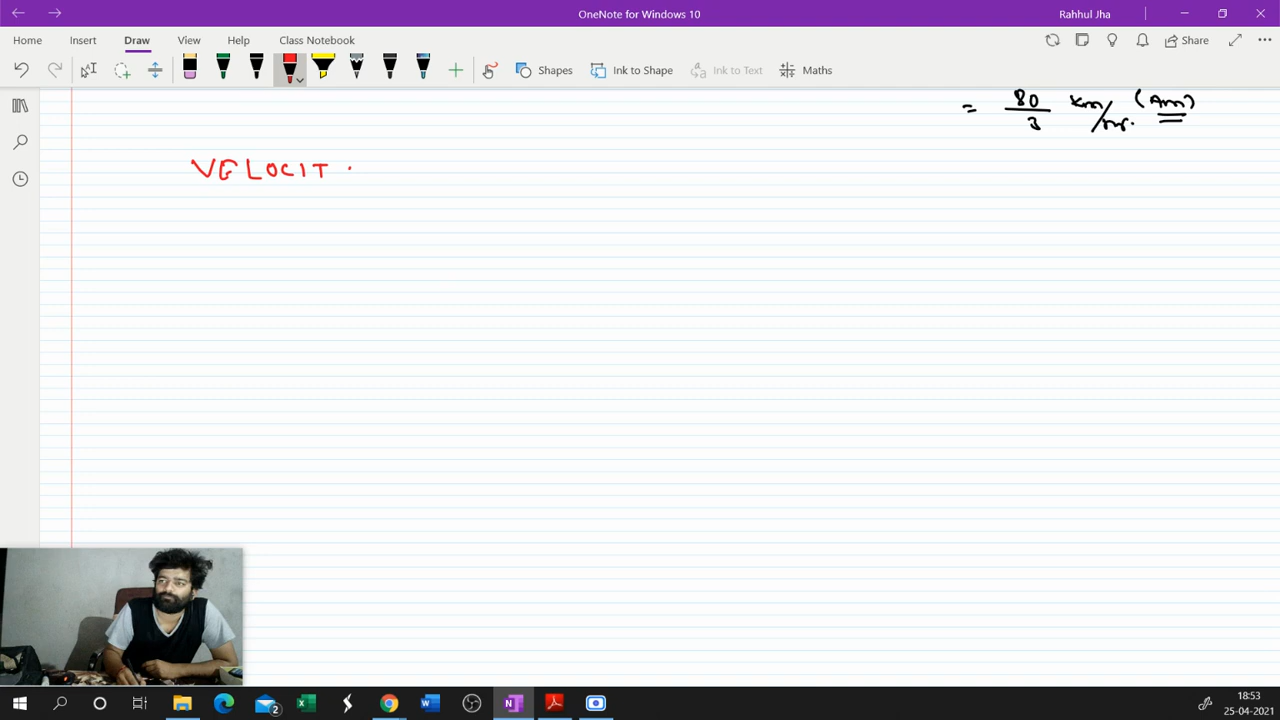 OneNote for Windows 10
Rahhul Jha
Home Insert Draw View Help Class Notebook
Share
Shapes Ink to Shape Ink to Text Maths
= 80/3 Km/hr. (Ans)
VELOCIT
2
18:53
25-04-2021